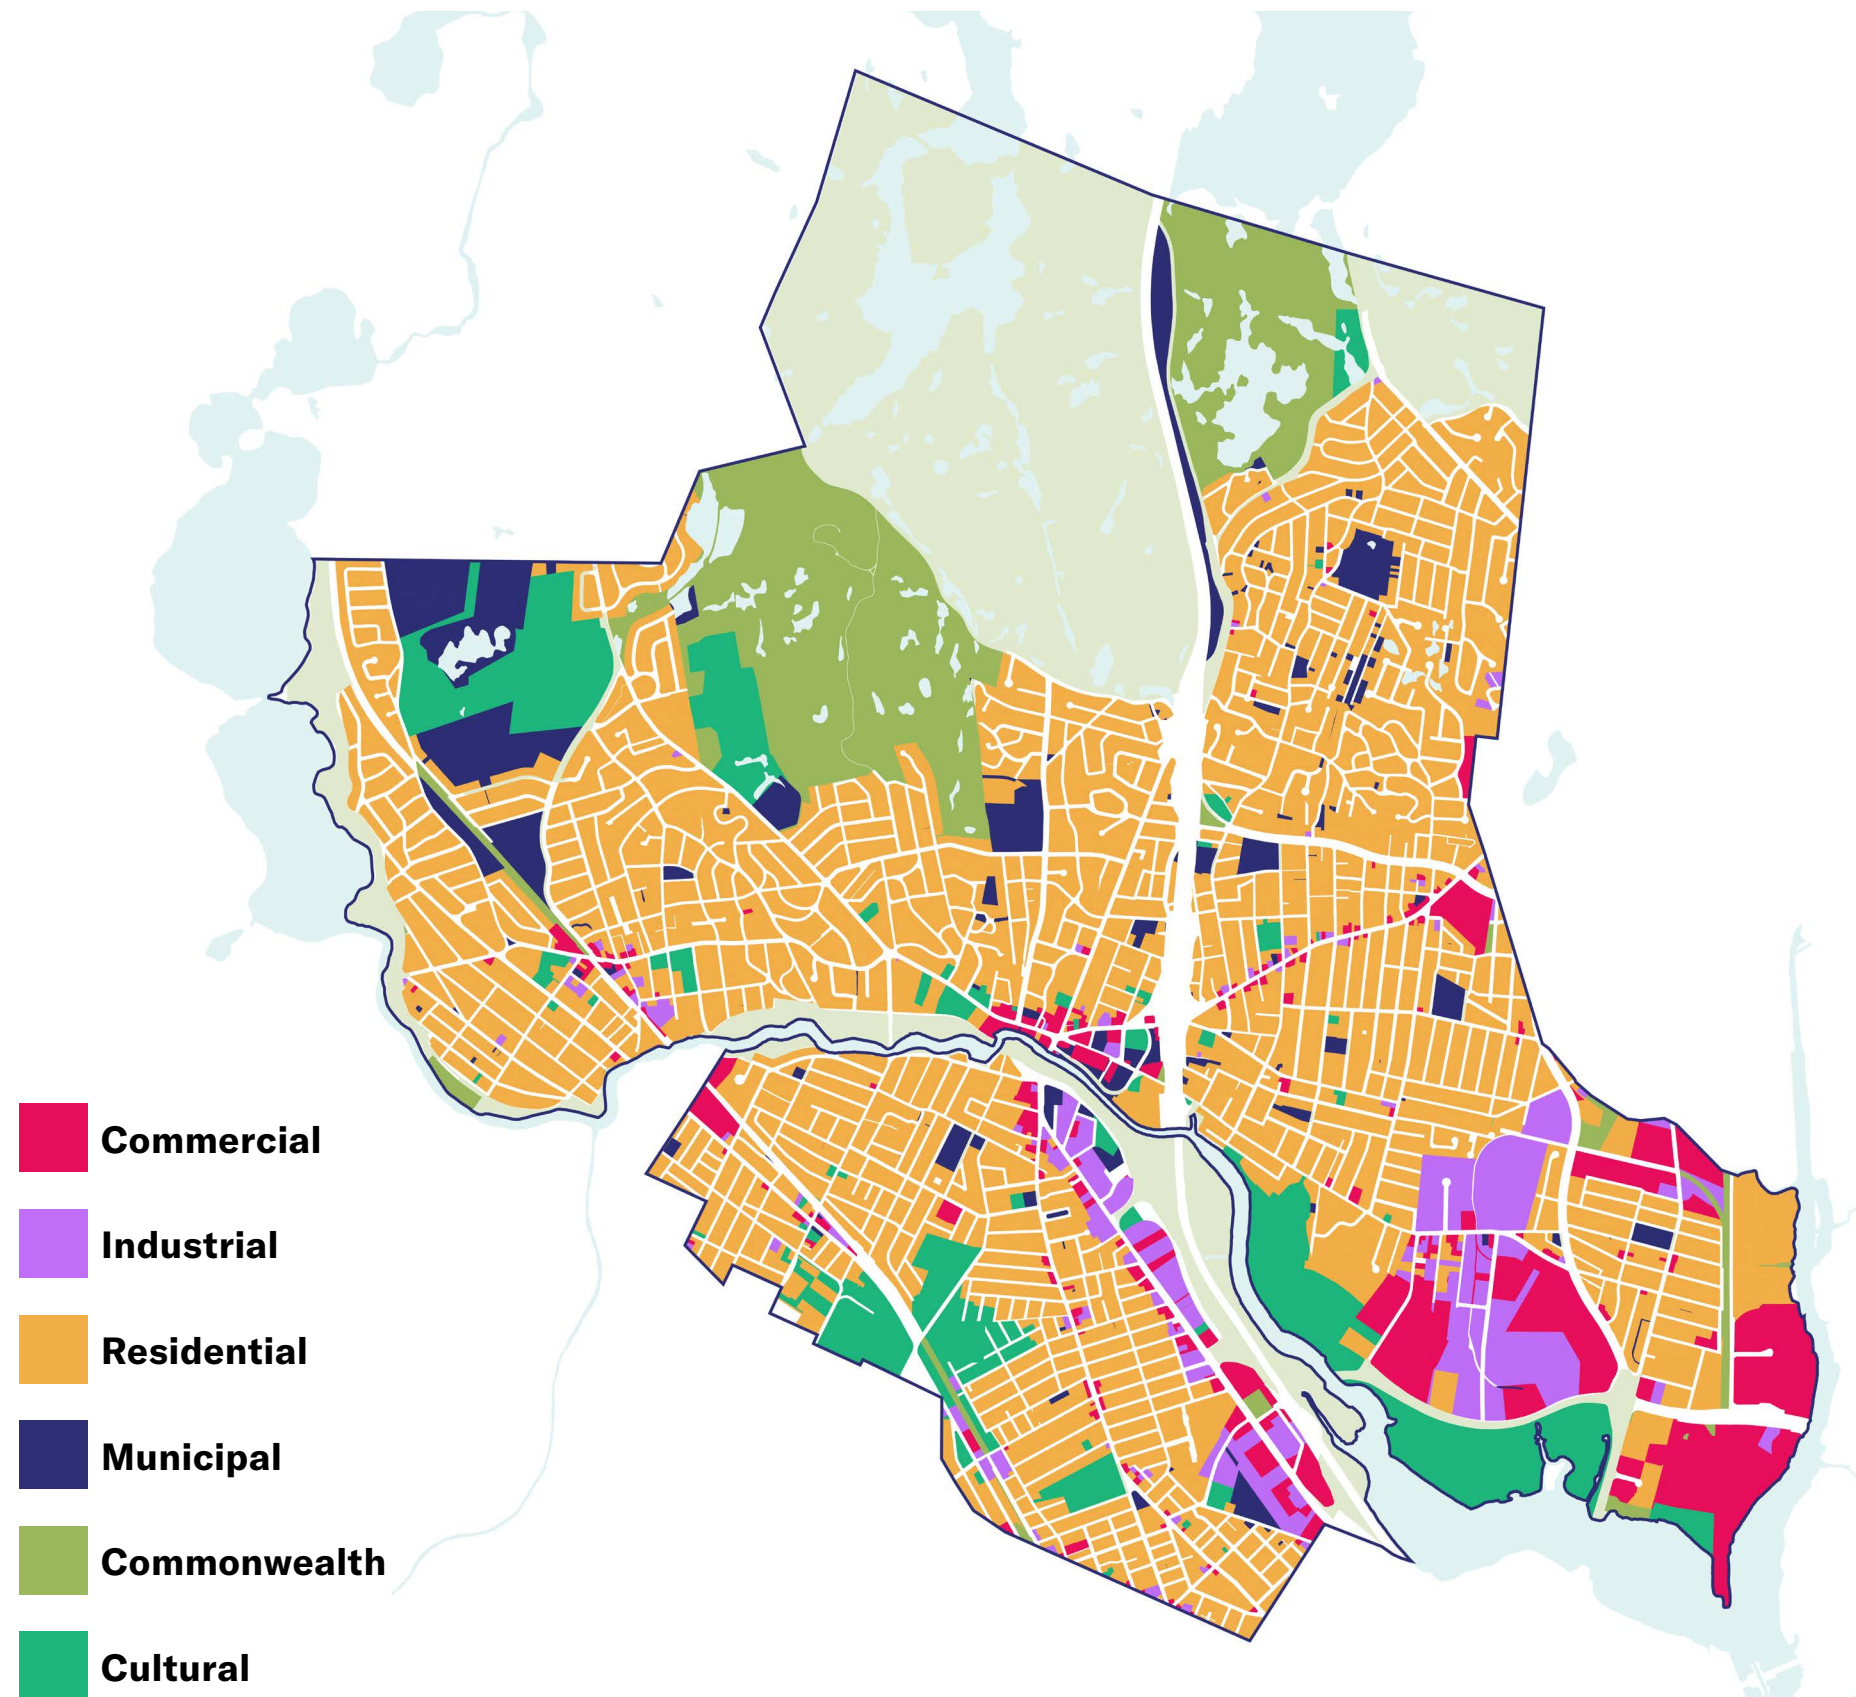 Commercial
Industrial
Residential
Municipal
Commonwealth
Cultural